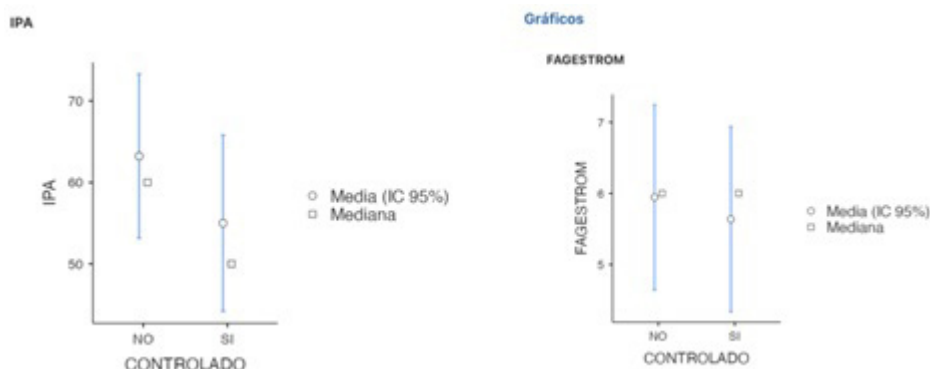 IPA
70
60
50
IPA
NO
SI
CONTROLADO
Media (IC 95%)
Mediana
Gráficos
FAGESTROM
7
6
5
FAGESTROM
NO
SI
CONTROLADO
Media (IC 95%)
Mediana